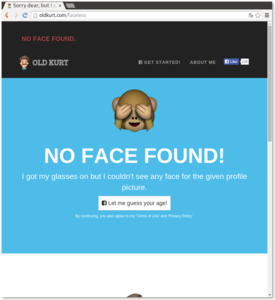 Sorry dear, but I
oldkurt.com/faceless
NO FACE FOUND.
OLD KURT
GET STARTED!
ABOUT ME
Like
NO FACE FOUND!
I got my glasses on but I couldn't see any face for the given profile
picture.
Let me guess your age!
By continuing, you also agree to my 'Terms of Use' and 'Privacy Policy'